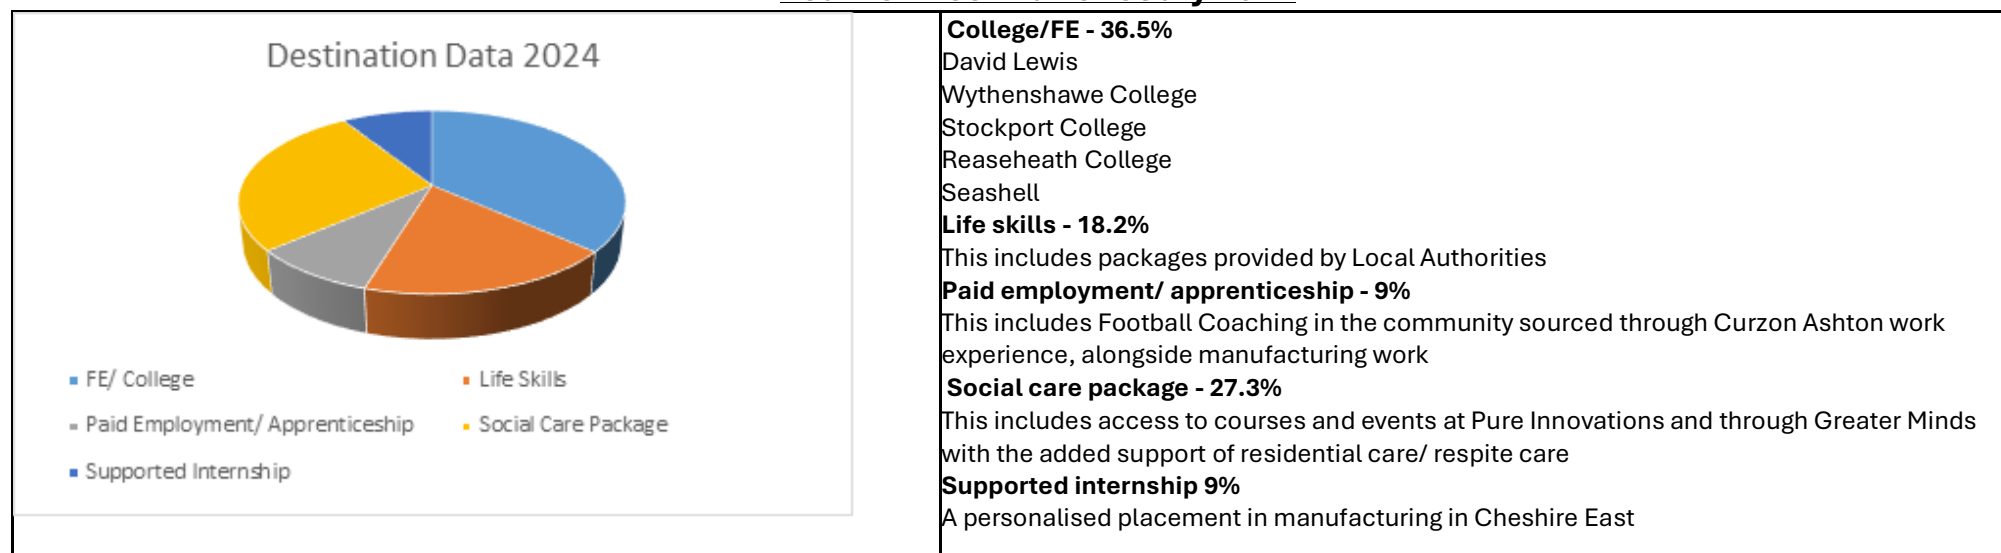 Destination Data 2024
FE/ College
Life Skills
Paid Employment/ Apprenticeship
Social Care Package
Supported Internship
College/FE - 36.5%
David Lewis
Wythenshawe College
Stockport College
Reaseheath College
Seashell
Life skills - 18.2%
This includes packages provided by Local Authorities
Paid employment/ apprenticeship - 9%
This includes Football Coaching in the community sourced through Curzon Ashton work
experience, alongside manufacturing work
Social care package - 27.3%
This includes access to courses and events at Pure Innovations and through Greater Minds
with the added support of residential care/ respite care
Supported internship 9%
A personalised placement in manufacturing in Cheshire East